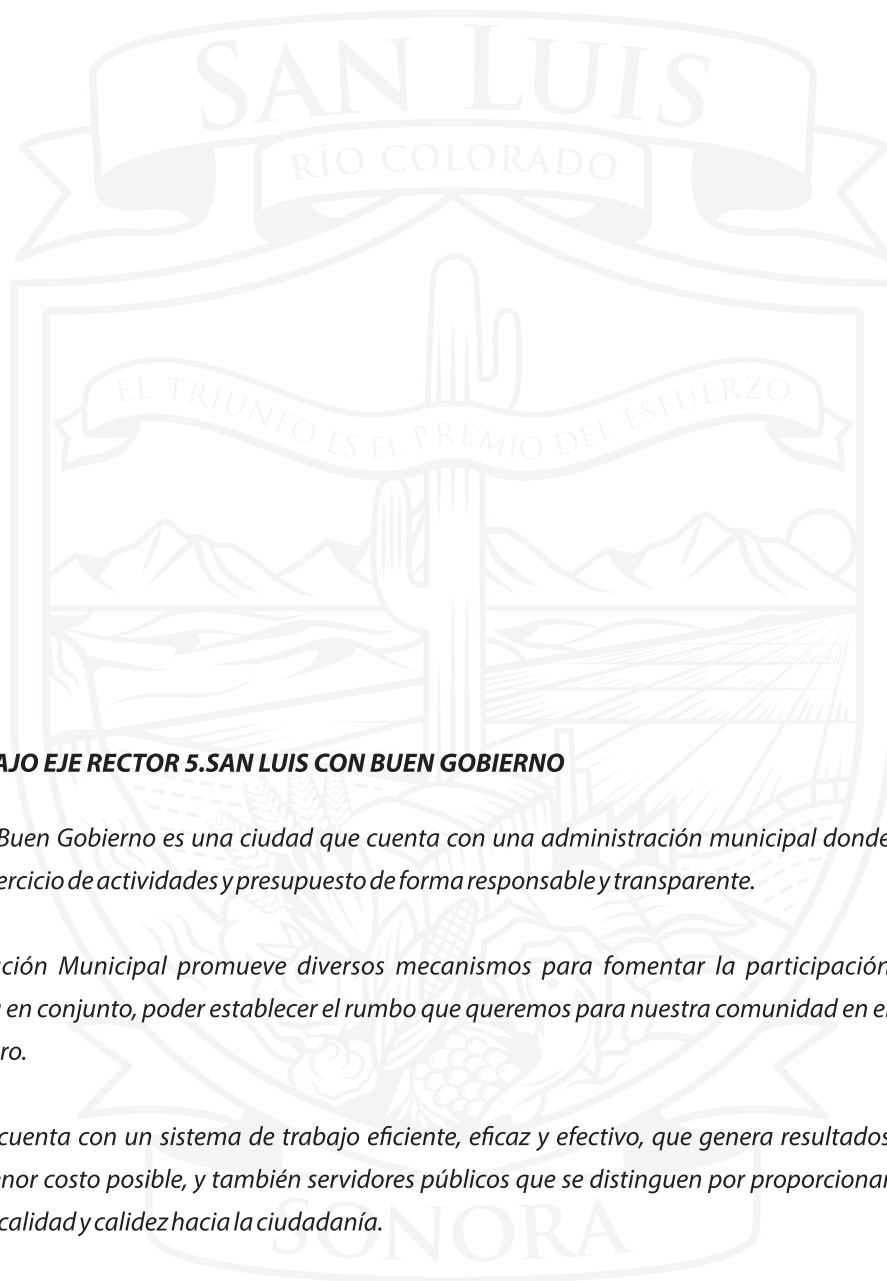 SAN LUIS
RÍO COLORADO
EL TRIUNFO ES EL PREMIO DEL ESFUERZO
AJO EJE RECTOR 5.SAN LUIS CON BUEN GOBIERNO
Buen Gobierno es una ciudad que cuenta con una administración municipal donde
ercicio de actividades y presupuesto de forma responsable y transparente.
ción Municipal promueve diversos mecanismos para fomentar la participación
en conjunto, poder establecer el rumbo que queremos para nuestra comunidad en el
ro.
cuenta con un sistema de trabajo eficiente, eficaz y efectivo, que genera resultados
enor costo posible, y también servidores públicos que se distinguen por proporcionar
calidad y calidez hacia la ciudadanía.
SONORA